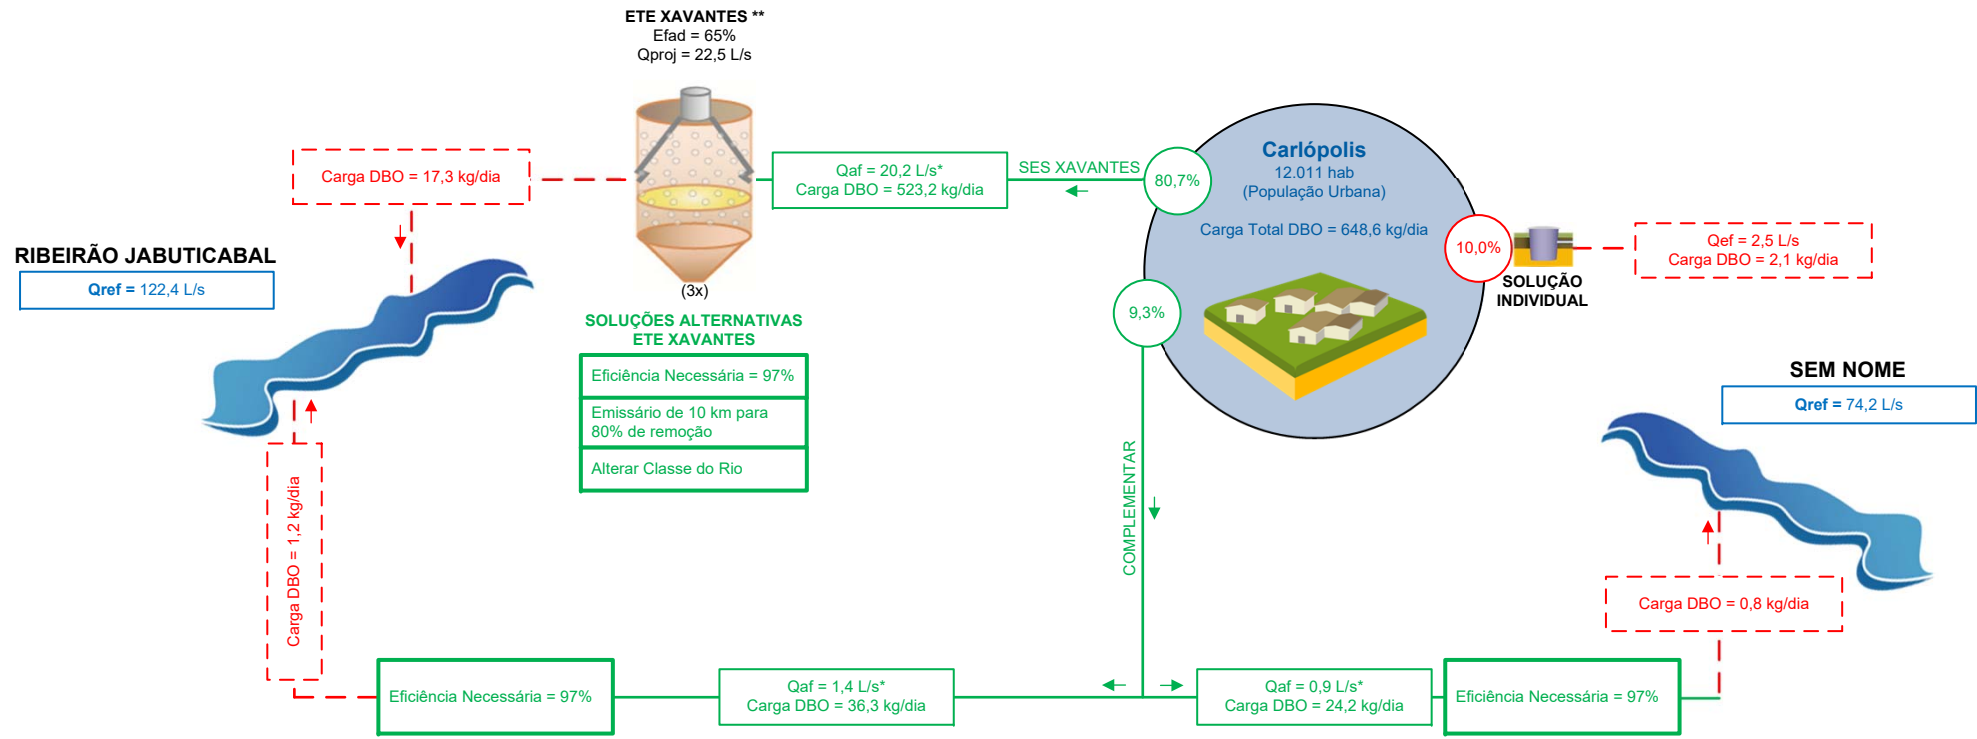 ETE XAVANTES **
Efad = 65%
Qproj = 22,5 L/s
(3x)
Carga DBO = 17,3 kg/dia
RIBEIRÃO JABUTICABAL
Qref = 122,4 L/s
Qaf = 20,2 L/s*
Carga DBO = 523,2 kg/dia
SES XAVANTES
80,7%
Carlópolis
12.011 hab
(População Urbana)
Carga Total DBO = 648,6 kg/dia
10,0%
SOLUÇÃO
INDIVIDUAL
Qef = 2,5 L/s
Carga DBO = 2,1 kg/dia
9,3%
SOLUÇÕES ALTERNATIVAS
ETE XAVANTES
Eficiência Necessária = 97%
Emissário de 10 km para
80% de remoção
Alterar Classe do Rio
SEM NOME
Qref = 74,2 L/s
COMPLEMENTAR
Carga DBO = 1,2 kg/dia
Carga DBO = 0,8 kg/dia
Eficiência Necessária = 97%
Qaf = 1,4 L/s*
Carga DBO = 36,3 kg/dia
Qaf = 0,9 L/s*
Carga DBO = 24,2 kg/dia
Eficiência Necessária = 97%